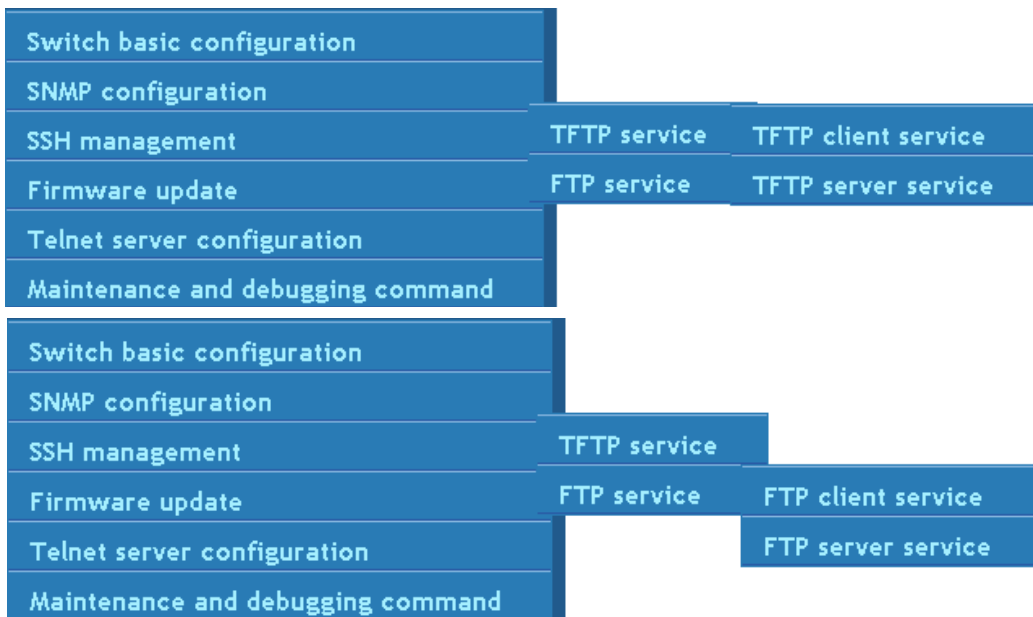 Switch basic configuration
SNMP configuration
SSH management
TFTP service
TFTP client service
Firmware update
FTP service
TFTP server service
Telnet server configuration
Maintenance and debugging command
Switch basic configuration
SNMP configuration
SSH management
TFTP service
Firmware update
FTP service
FTP client service
Telnet server configuration
FTP server service
Maintenance and debugging command